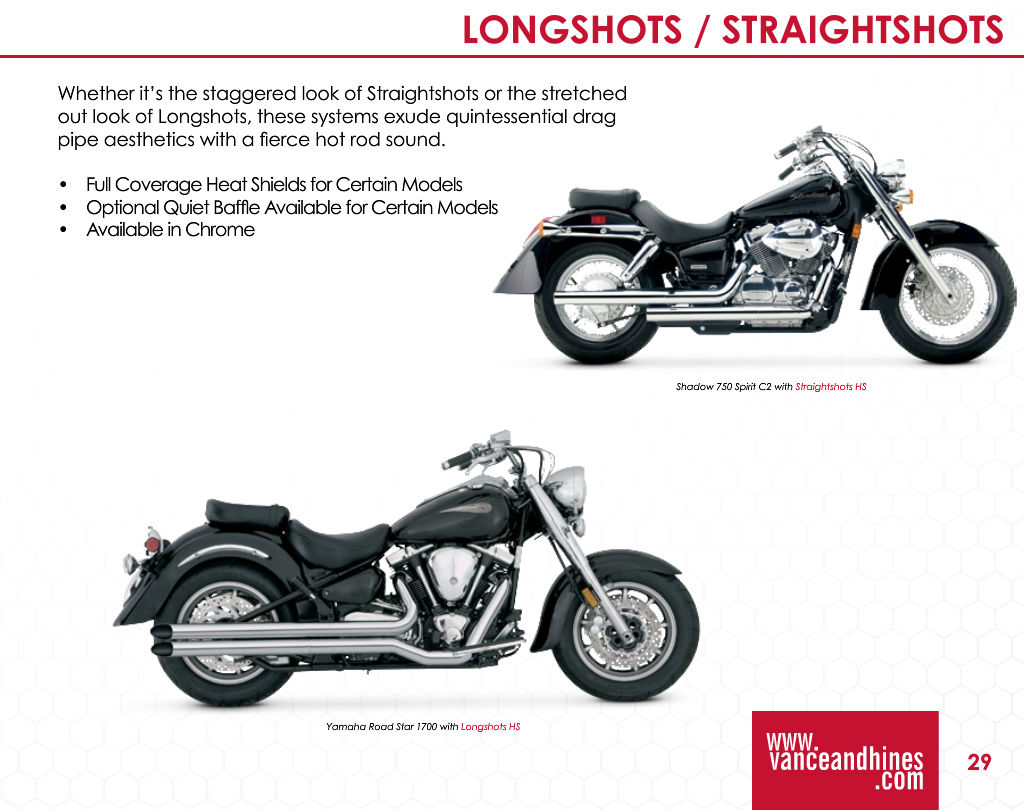 LONGSHOTS / STRAIGHTSHOTS
Whether it's the staggered look of Straightshots or the stretched
out look of Longshots, these systems exude quintessential drag
pipe aesthetics with a fierce hot rod sound.
• Full Coverage Heat Shields for Certain Models
• Optional Quiet Baffle Available for Certain Models
• Available in Chrome
Shadow 750 Spirit C2 with Straightshots HS
Yamaha Road Star 1700 with Longshots HS
www.
vanceandhines
.com
29